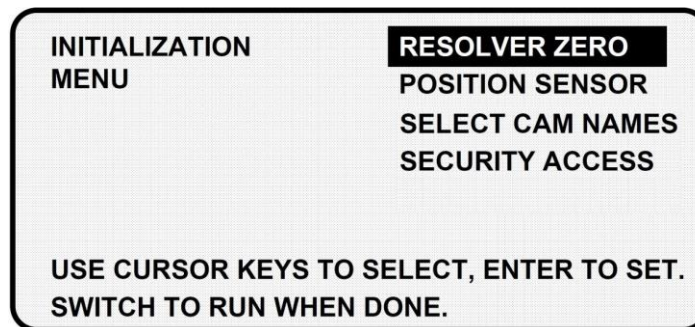 INITIALIZATION MENU
RESOLVER ZERO
POSITION SENSOR
SELECT CAM NAMES
SECURITY ACCESS
USE CURSOR KEYS TO SELECT, ENTER TO SET.
SWITCH TO RUN WHEN DONE.